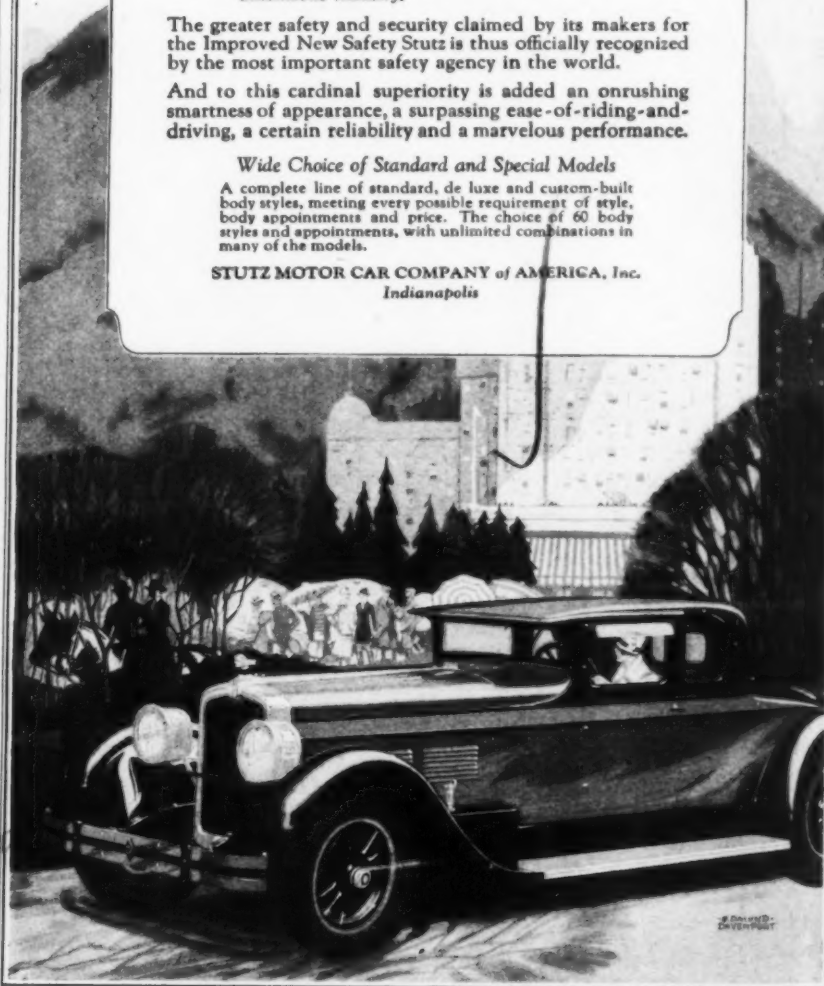 The greater safety and security claimed by its makers for
the Improved New Safety Stutz is thus officially recognized
by the most important safety agency in the world.
And to this cardinal superiority is added an onrushing
smartness of appearance, a surpassing ease-of-riding-and-
driving, a certain reliability and a marvelous performance.
Wide Choice of Standard and Special Models
A complete line of standard, de luxe and custom-built
body styles, meeting every possible requirement of style,
body appointments and price. The choice of 60 body
styles and appointments, with unlimited combinations in
many of the models.
STUTZ MOTOR CAR COMPANY of AMERICA, Inc.
Indianapolis
DAVENPORT